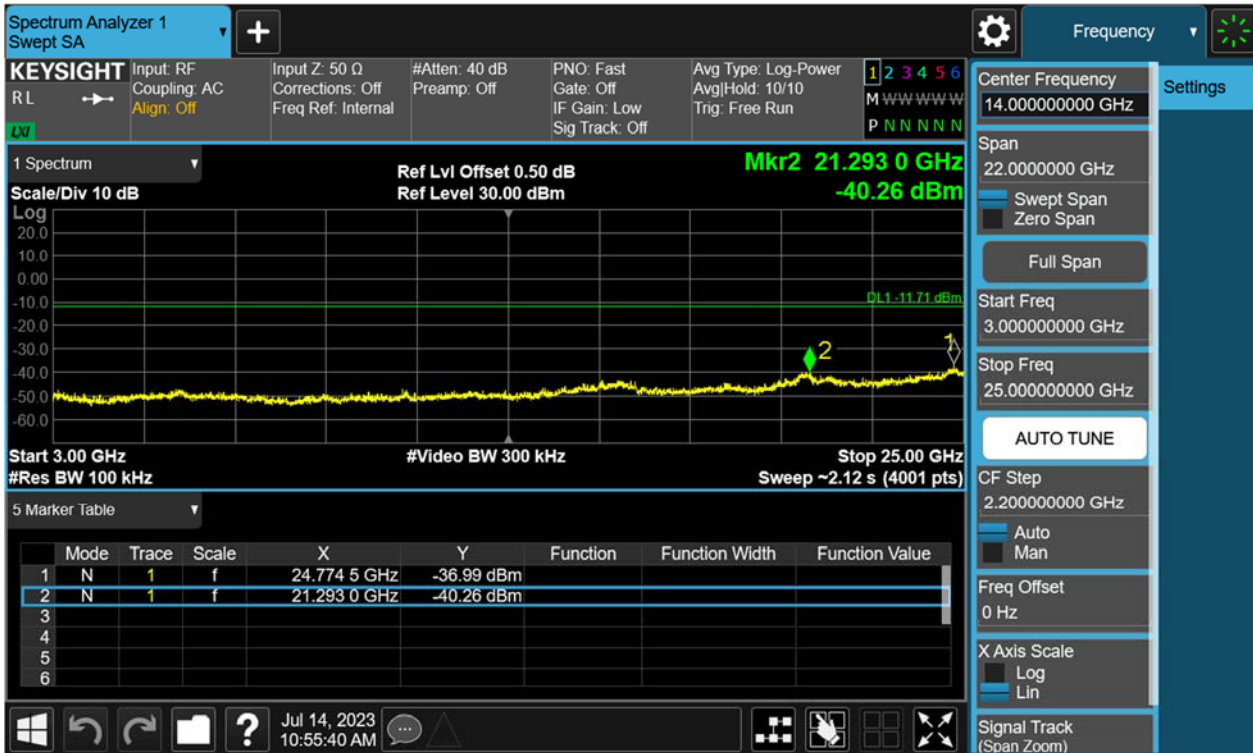 Spectrum Analyzer 1
Swept SA
Frequency
KEYSIGHT
R L
LXI
Input: RF
Coupling: AC
Align: Off
Input Z: 50 Ω
Corrections: Off
Freq Ref: Internal
#Atten: 40 dB
Preamp: Off
PNO: Fast
Gate: Off
IF Gain: Low
Sig Track: Off
Avg Type: Log-Power
Avg|Hold: 10/10
Trig: Free Run
1 2 3 4 5 6
M W W W W W
P N N N N N
1 Spectrum
Scale/Div 10 dB
Ref Lvl Offset 0.50 dB
Ref Level 30.00 dBm
Mkr2 21.293 0 GHz
-40.26 dBm
Log
20.0
10.0
0.00
-10.0
-20.0
-30.0
-40.0
-50.0
-60.0
DL1 -11.71 dBm
2
1
Start 3.00 GHz
#Video BW 300 kHz
Stop 25.00 GHz
#Res BW 100 kHz
Sweep ~2.12 s (4001 pts)
5 Marker Table
Mode Trace Scale X Y Function Function Width Function Value
1 N 1 f 24.774 5 GHz -36.99 dBm
2 N 1 f 21.293 0 GHz -40.26 dBm
3
4
5
6
?
Jul 14, 2023
10:55:40 AM
Center Frequency
14.000000000 GHz
Span
22.0000000 GHz
Swept Span
Zero Span
Full Span
Start Freq
3.000000000 GHz
Stop Freq
25.000000000 GHz
AUTO TUNE
CF Step
2.200000000 GHz
Auto
Man
Freq Offset
0 Hz
X Axis Scale
Log
Lin
Signal Track
(Span Zoom)
Settings